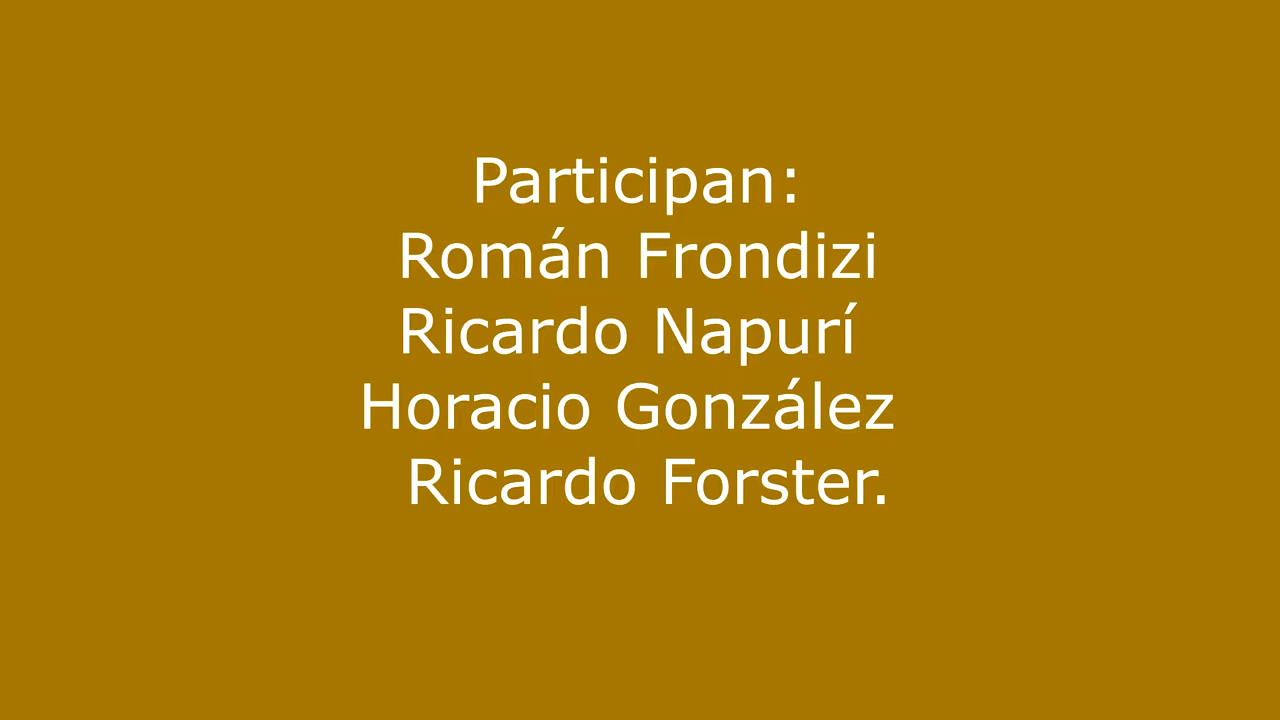 Participan:
Román Frondizi
Ricardo Napurí
Horacio González
Ricardo Forster.